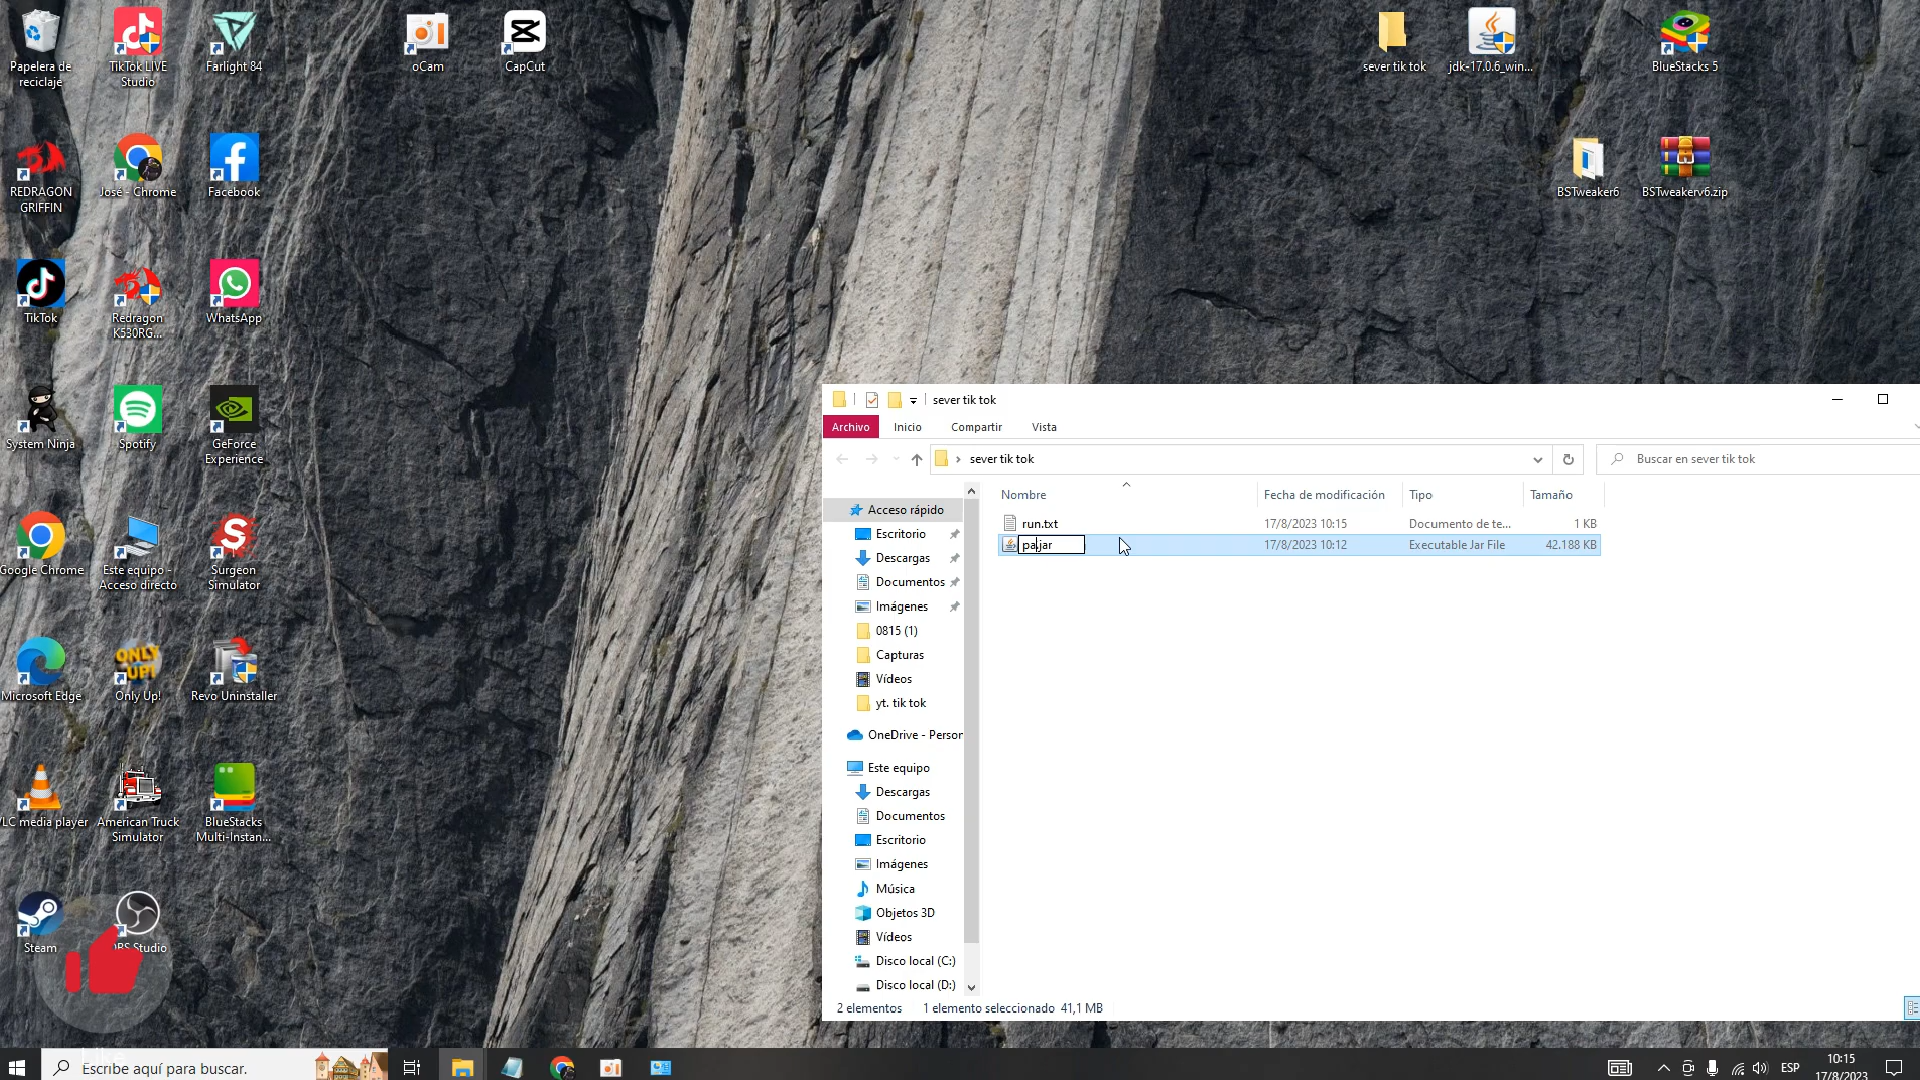 Papelera de
reciclaje
TikTok LIVE
Studio
Farlight 84
oCam
CapCut
sever tik tok
jdk-17.0.6_win...
BlueStacks 5
REDRAGON
GRIFFIN
José - Chrome
Facebook
BSTweaker6
BSTweakerv6.zip
TikTok
Redragon
K530RG...
WhatsApp
System Ninja
Spotify
GeForce
Experience
Google Chrome
Este equipo -
Acceso directo
Surgeon
Simulator
Microsoft Edge
ONLY
UP!
Only Up!
Revo Uninstaller
VLC media player
American Truck
Simulator
BlueStacks
Multi-Instan...
Steam
OBS Studio
sever tik tok
Archivo
Inicio
Compartir
Vista
sever tik tok
Buscar en sever tik tok
Nombre
Fecha de modificación
Tipo
Tamaño
run.txt
17/8/2023 10:15
Documento de te...
1 KB
pa.jar
17/8/2023 10:12
Executable Jar File
42.188 KB
Acceso rápido
Escritorio
Descargas
Documentos
Imágenes
0815 (1)
Capturas
Vídeos
yt. tik tok
OneDrive - Person
Este equipo
Descargas
Documentos
Escritorio
Imágenes
Música
Objetos 3D
Vídeos
Disco local (C:)
Disco local (D:)
2 elementos
1 elemento seleccionado 41,1 MB
Like
Escribe aquí para buscar.
ESP
10:15
17/8/2023